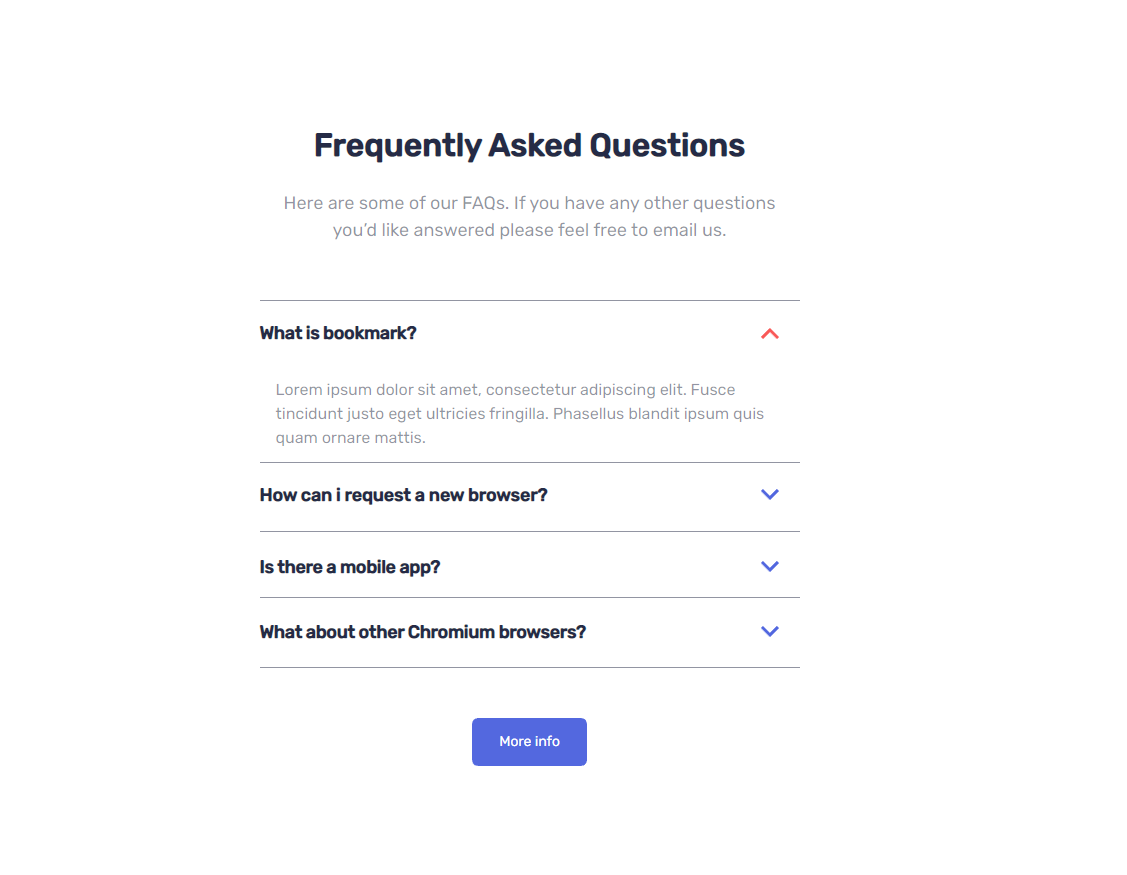 Frequently Asked Questions
Here are some of our FAQs. If you have any other questions
you’d like answered please feel free to email us.
What is bookmark?
Lorem ipsum dolor sit amet, consectetur adipiscing elit. Fusce
tincidunt justo eget ultricies fringilla. Phasellus blandit ipsum quis
quam ornare mattis.
How can i request a new browser?
Is there a mobile app?
What about other Chromium browsers?
More info